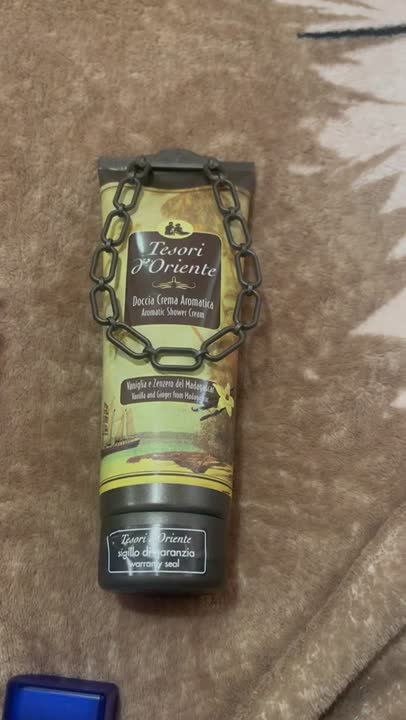 Tesori
d'Oriente
Doccia Crema Aromatica
Aromatic Shower Cream
Vaniglia e Zenzero del Madagascar
Vanilla and Ginger from Madagascar
Tesori d'Oriente
sigillo di garanzia
warranty seal